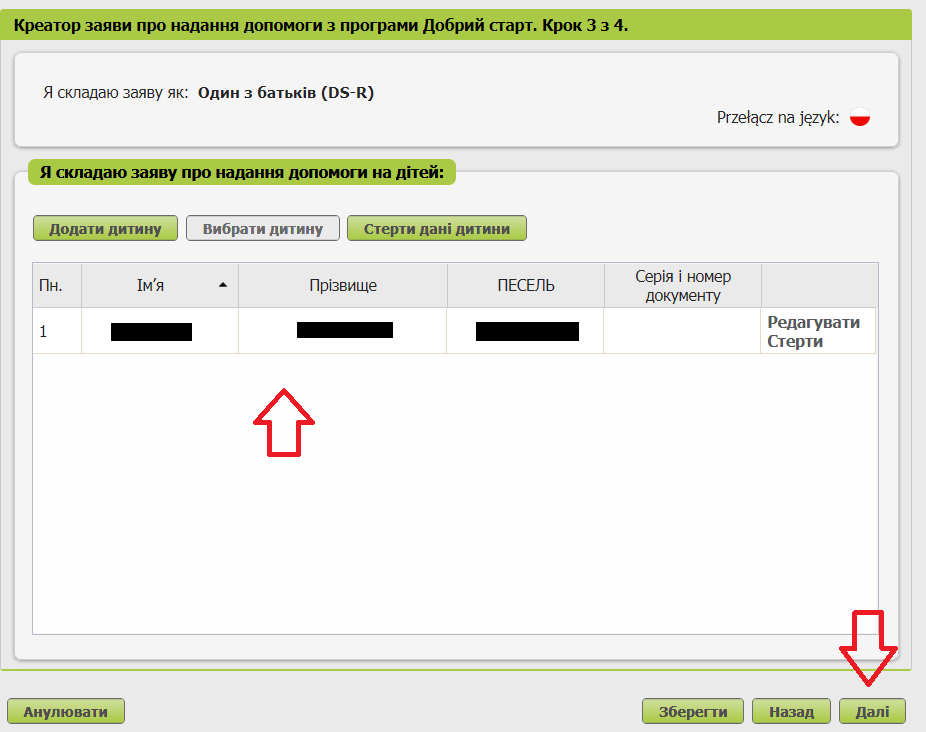 Креатор заяви про надання допомоги з програми Добрий старт. Крок 3 з 4.
Я складаю заяву як: Один з батьків (DS-R)
Przełącz na język:
Я складаю заяву про надання допомоги на дітей:
Додати дитину Вибрати дитину Стерти дані дитини
Пн. Ім’я Прізвище ПЕСЕЛЬ Серія і номер документу
1 Редагувати
Стерти
Анулювати Зберегти Назад Далі